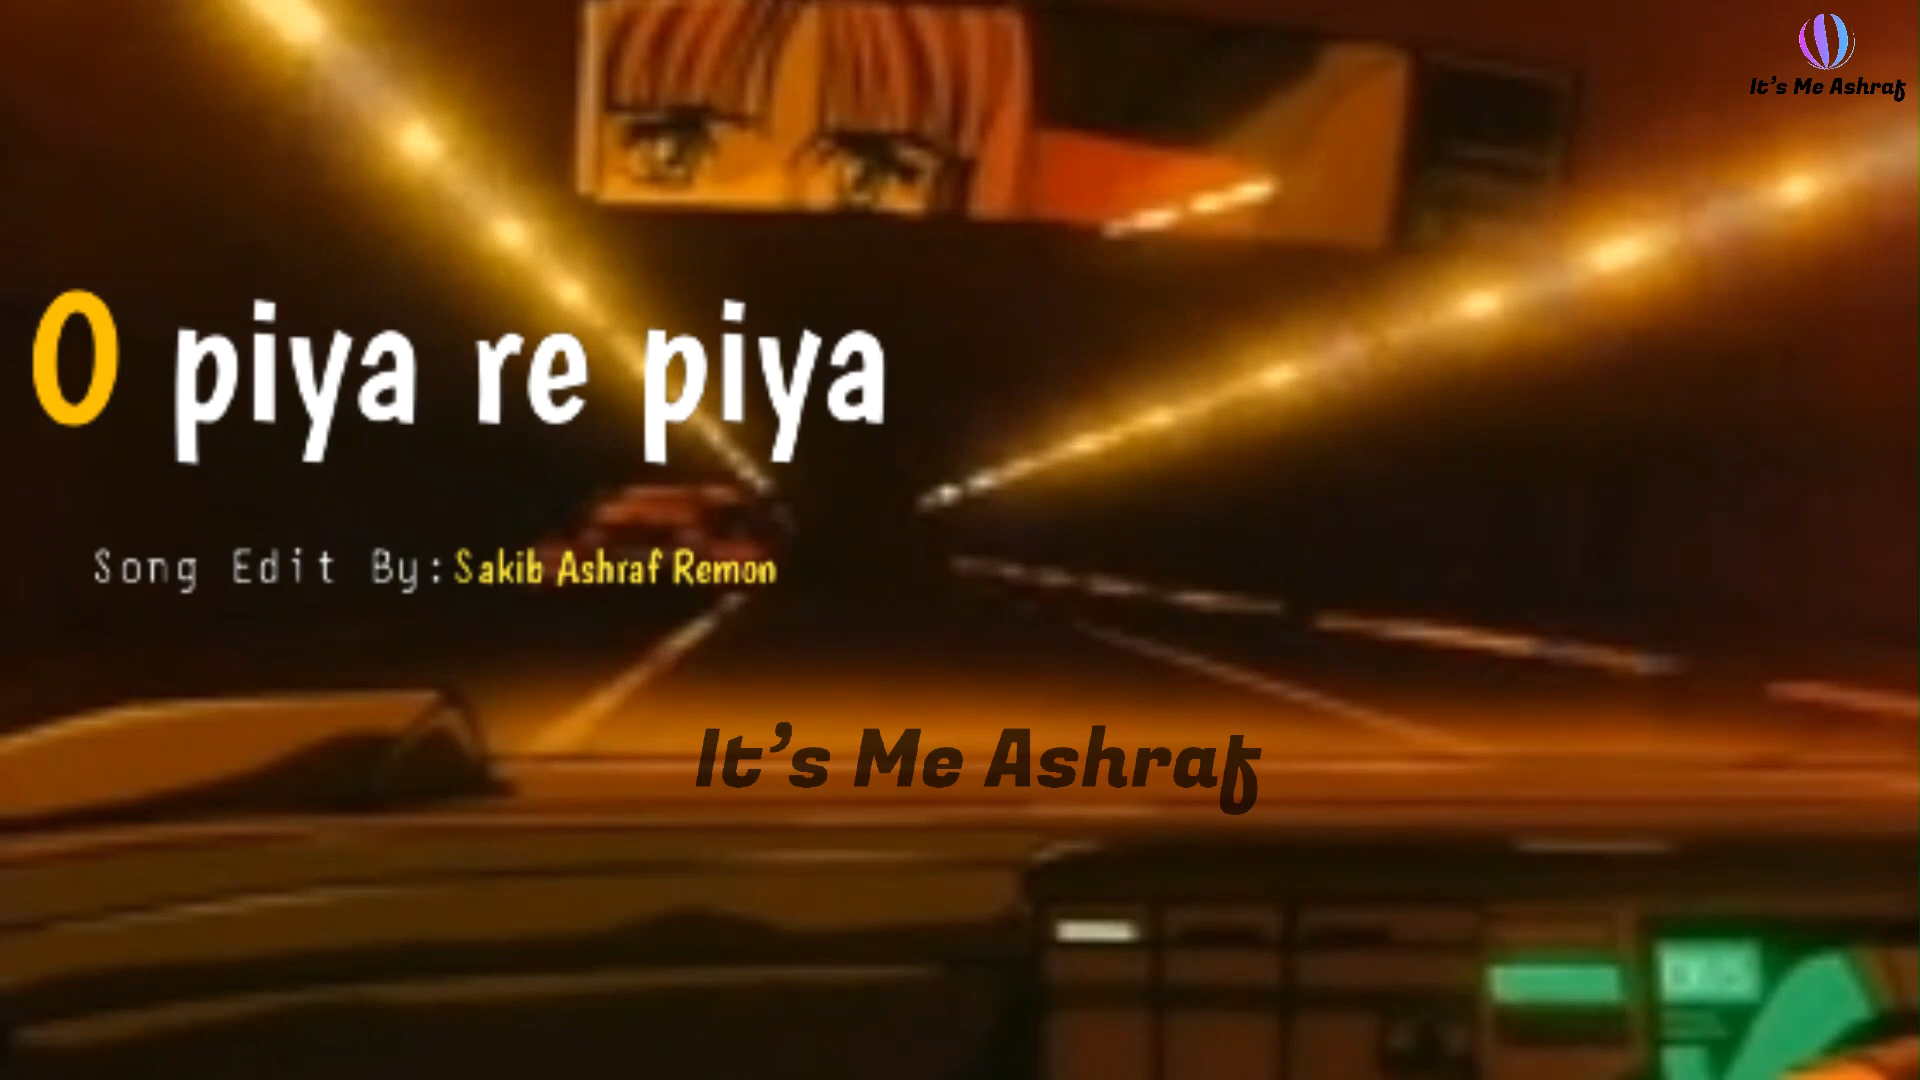 It's Me Ashraf
O piya re piya
Song Edit By: Sakib Ashraf Remon
It's Me Ashraf